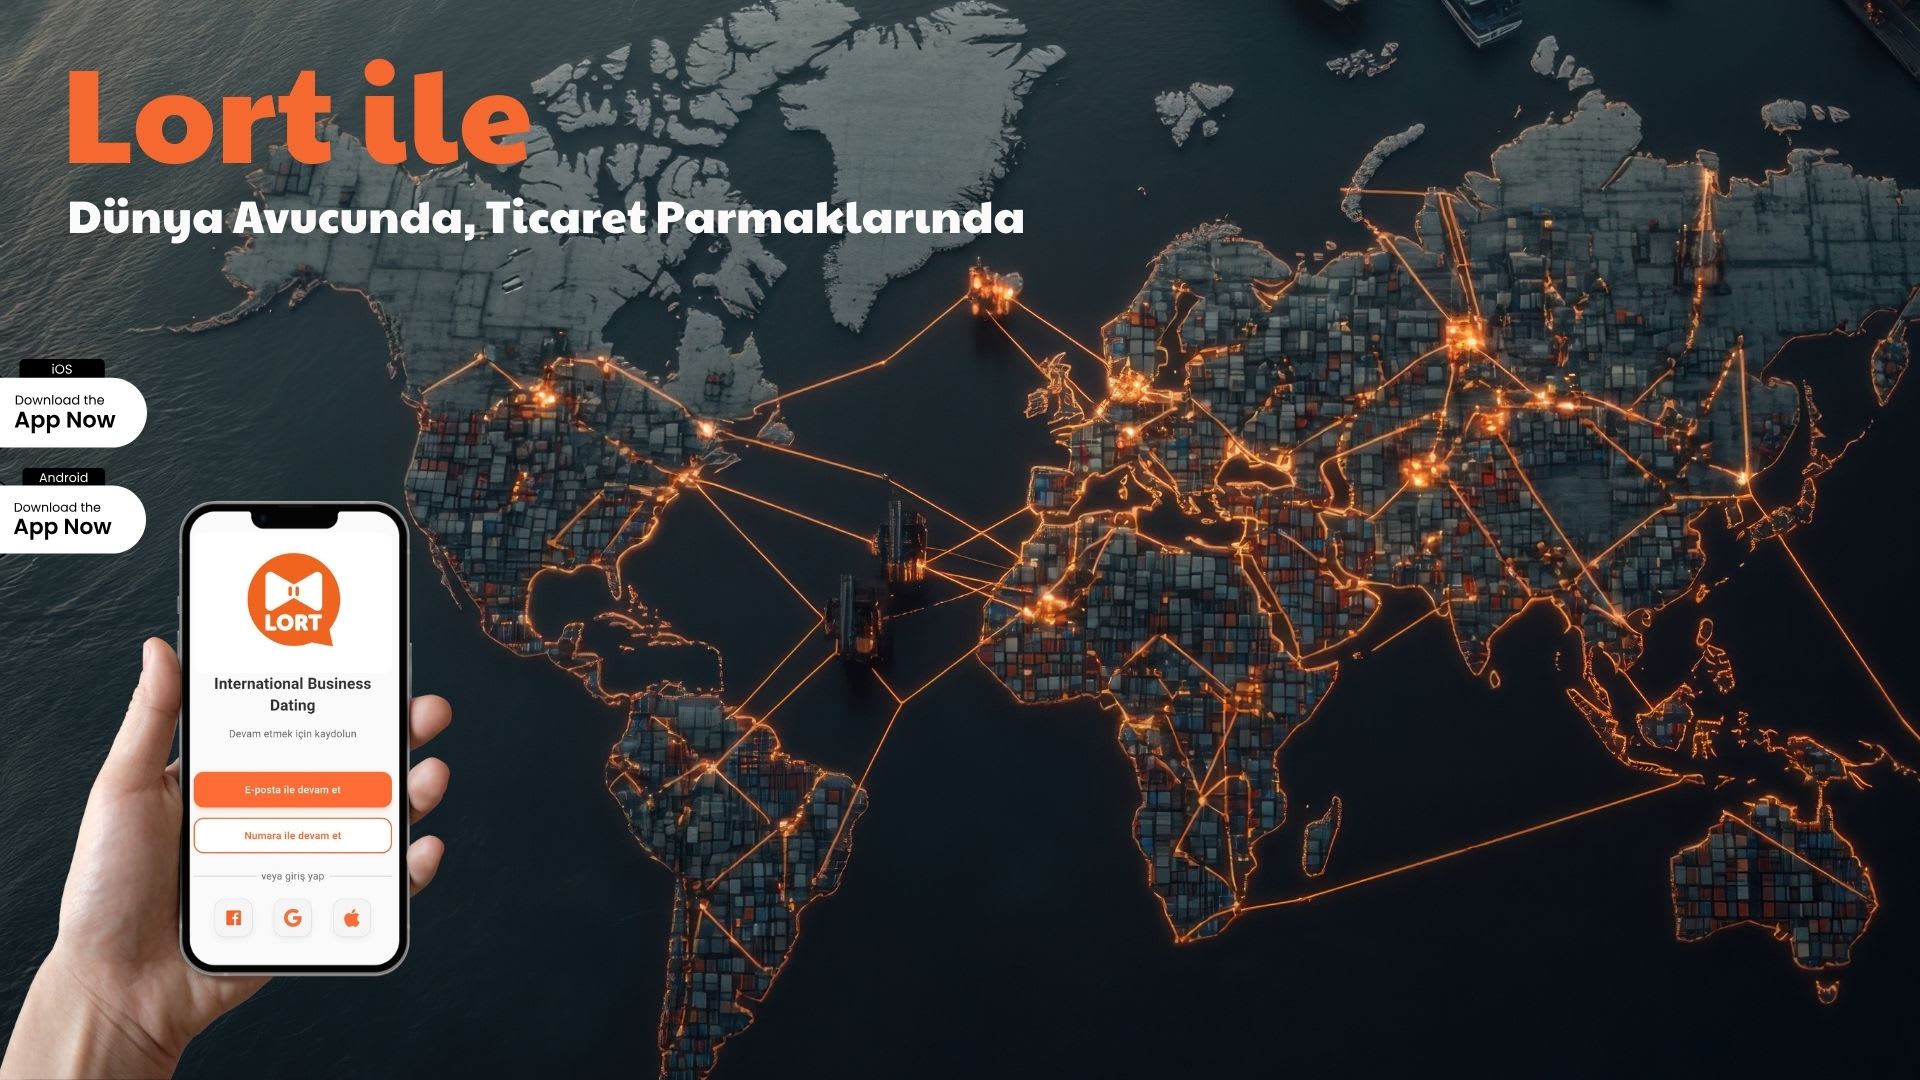 Lort ile
Dünya Avucunda, Ticaret Parmaklarında
iOS
Download the
App Now
Android
Download the
App Now
LORT
International Business
Dating
Devam etmek için kaydolun
E-posta ile devam et
Numara ile devam et
veya giriş yap